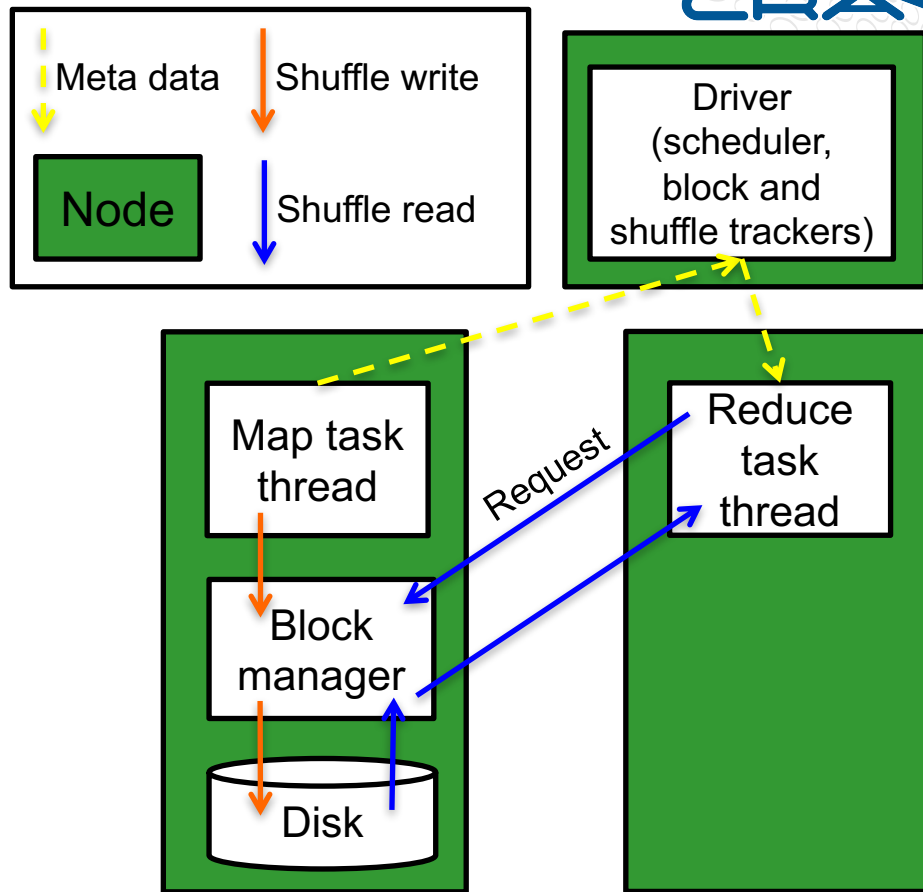 Meta data
Shuffle write
Node
Shuffle read
Driver
(scheduler,
block and
shuffle trackers)
Map task
thread
Request
Reduce
task
thread
Block
manager
Disk